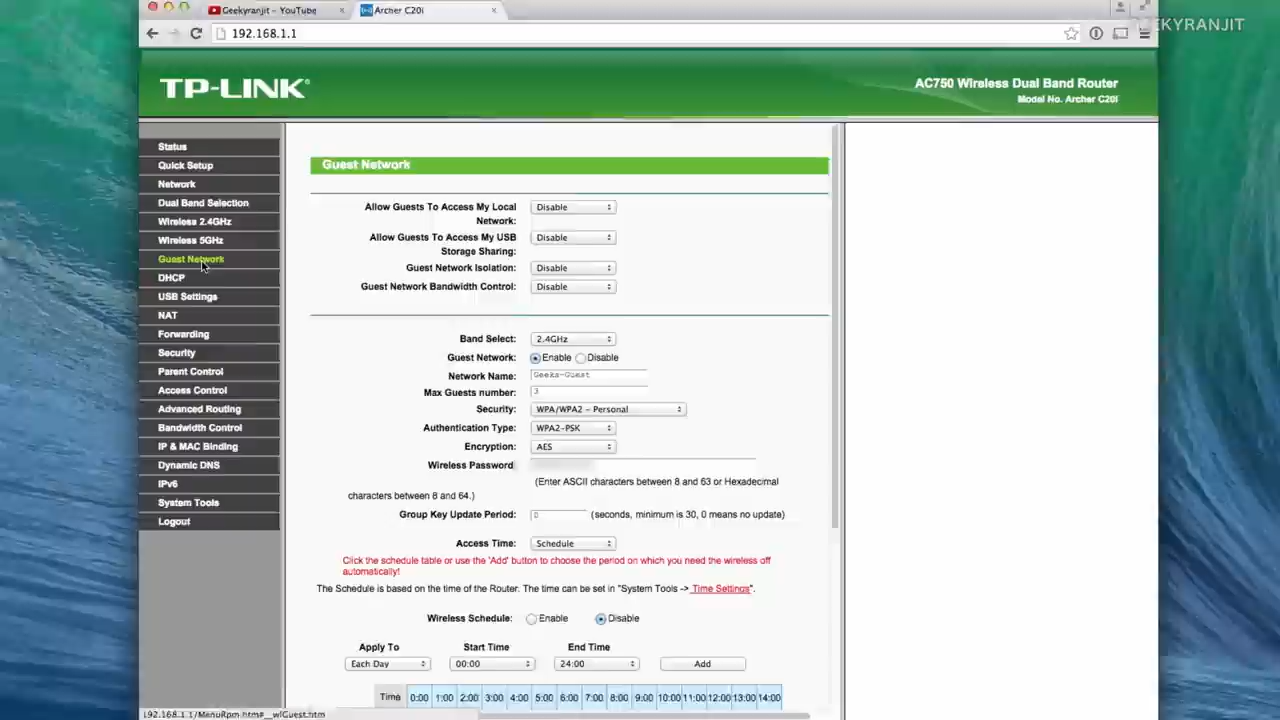 Geekyranjit – YouTube
Archer C20i
192.168.1.1
EKYRANJIT
TP-LINK®
AC750 Wireless Dual Band Router
Model No. Archer C20i
Status
Quick Setup
Network
Dual Band Selection
Wireless 2.4GHz
Wireless 5GHz
Guest Network
DHCP
USB Settings
NAT
Forwarding
Security
Parent Control
Access Control
Advanced Routing
Bandwidth Control
IP & MAC Binding
Dynamic DNS
IPv6
System Tools
Logout
Guest Network
Allow Guests To Access My Local Disable
Network:
Allow Guests To Access My USB Disable
Storage Sharing:
Guest Network Isolation: Disable
Guest Network Bandwidth Control: Disable
Band Select: 2.4GHz
Guest Network: Enable Disable
Network Name: Geeks-Guest
Max Guests number: 3
Security: WPA/WPA2 - Personal
Authentication Type: WPA2-PSK
Encryption: AES
Wireless Password:
(Enter ASCII characters between 8 and 63 or Hexadecimal
characters between 8 and 64.)
Group Key Update Period: 0 (seconds, minimum is 30, 0 means no update)
Access Time: Schedule
Click the schedule table or use the 'Add' button to choose the period on which you need the wireless off
automatically!
The Schedule is based on the time of the Router. The time can be set in "System Tools -> Time Settings".
Wireless Schedule: Enable Disable
Apply To Start Time End Time
Each Day 00:00 24:00 Add
Time 0:00 1:00 2:00 3:00 4:00 5:00 6:00 7:00 8:00 9:00 10:00 11:00 12:00 13:00 14:00
192.168.1.1/MenuRpm.htm#__wlGuest.htm